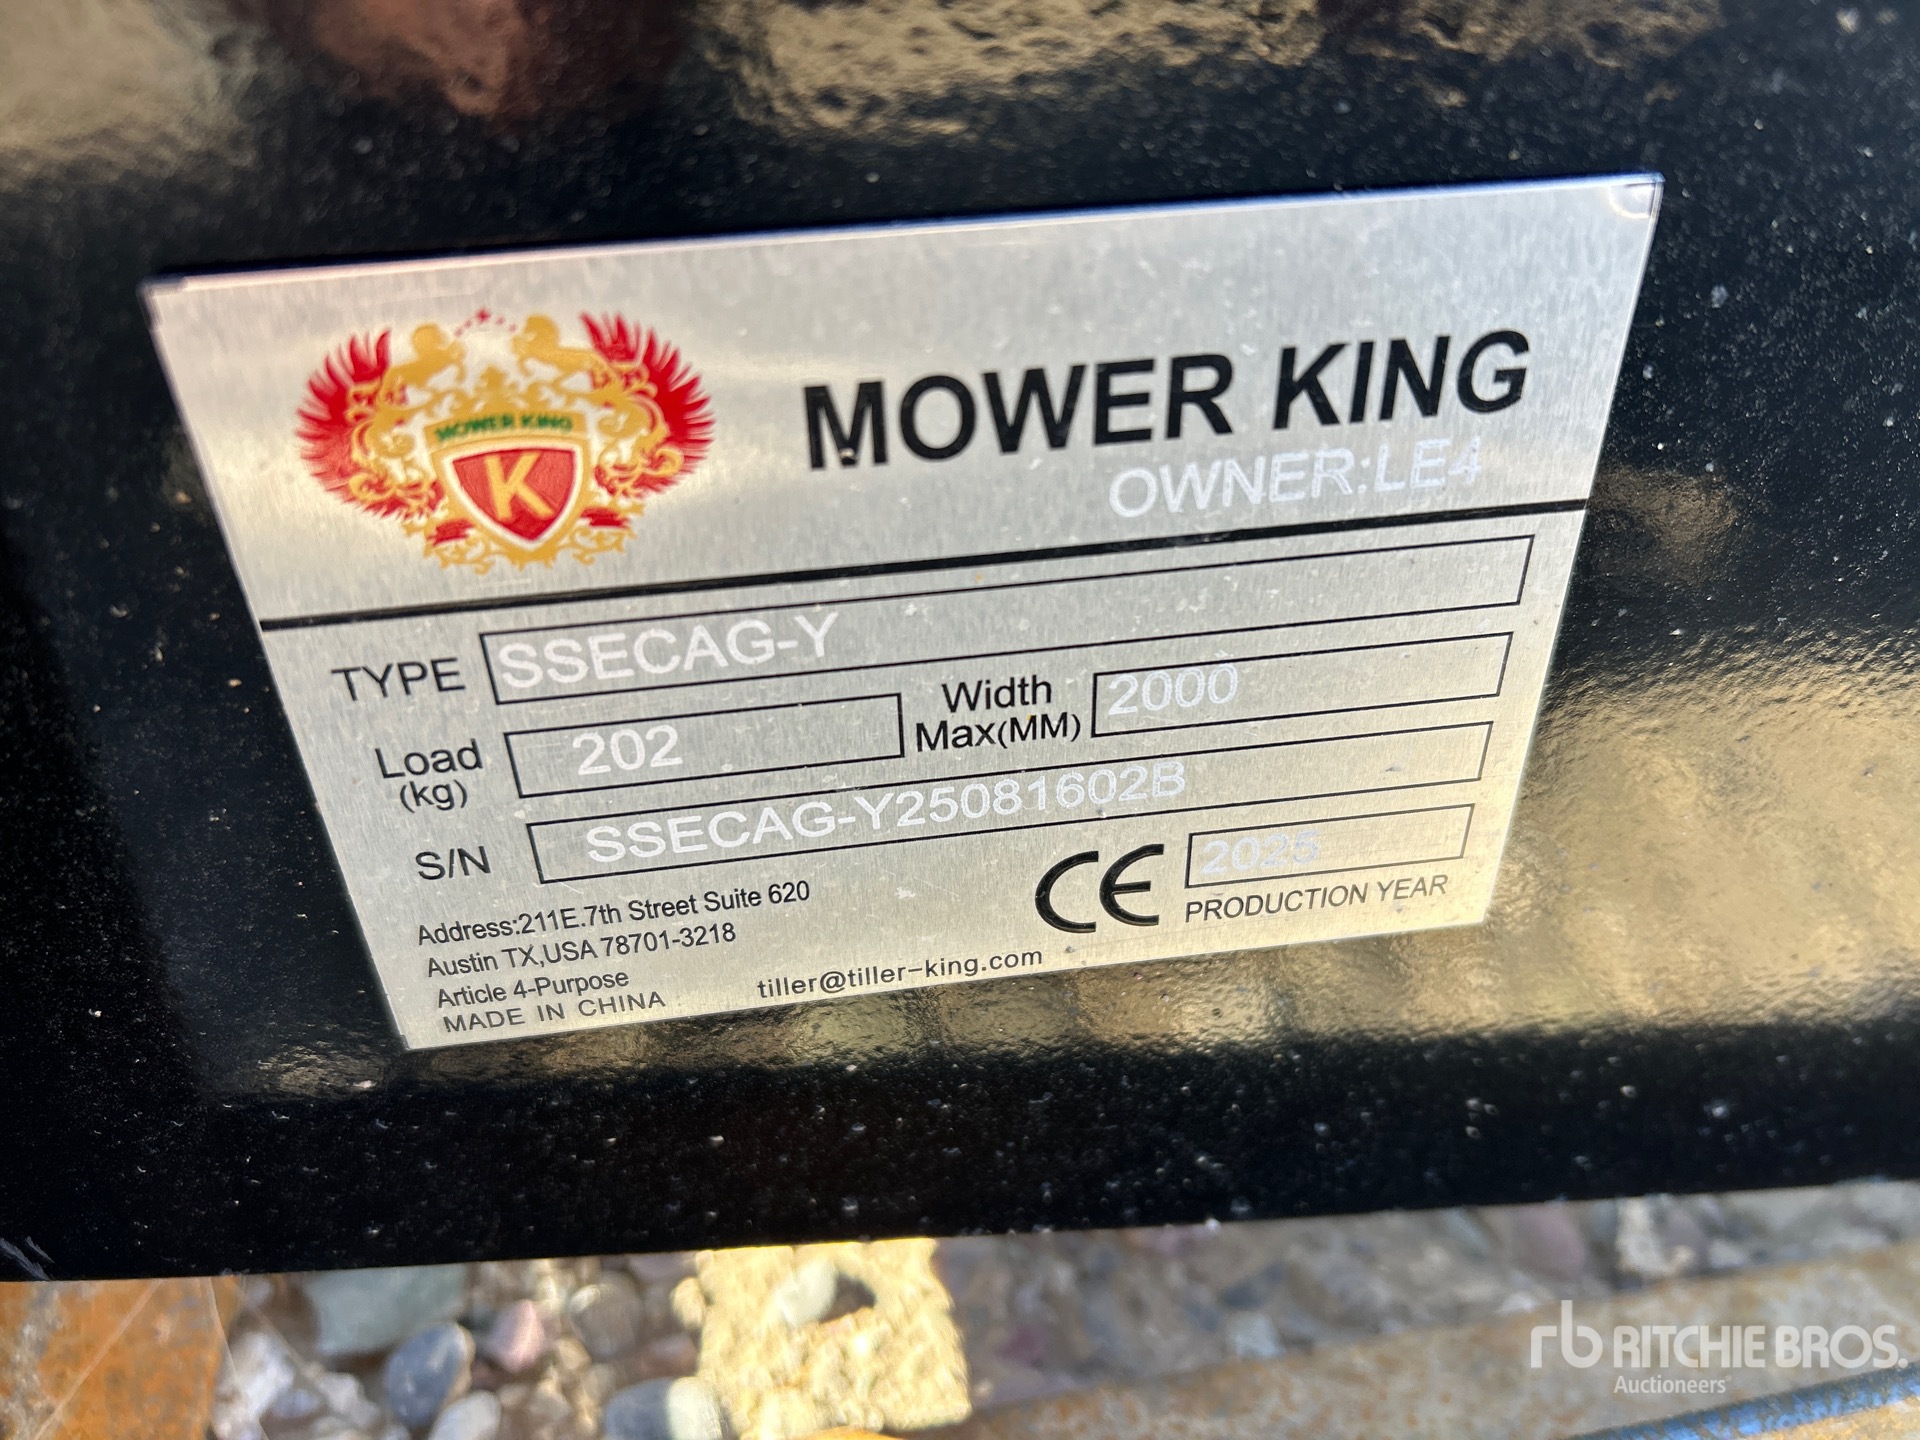 MOWER KING
K
MOWER KING
OWNER:LE4
TYPE SSECAG-Y
Load (kg) 202 Width Max(MM) 2000
S/N SSECAG-Y25081602B
CE 2025
PRODUCTION YEAR
Address:211E.7th Street Suite 620
Austin TX,USA 78701-3218
Article 4-Purpose
MADE IN CHINA
tiller@tiller-king.com
rb RITCHIE BROS.
Auctioneers